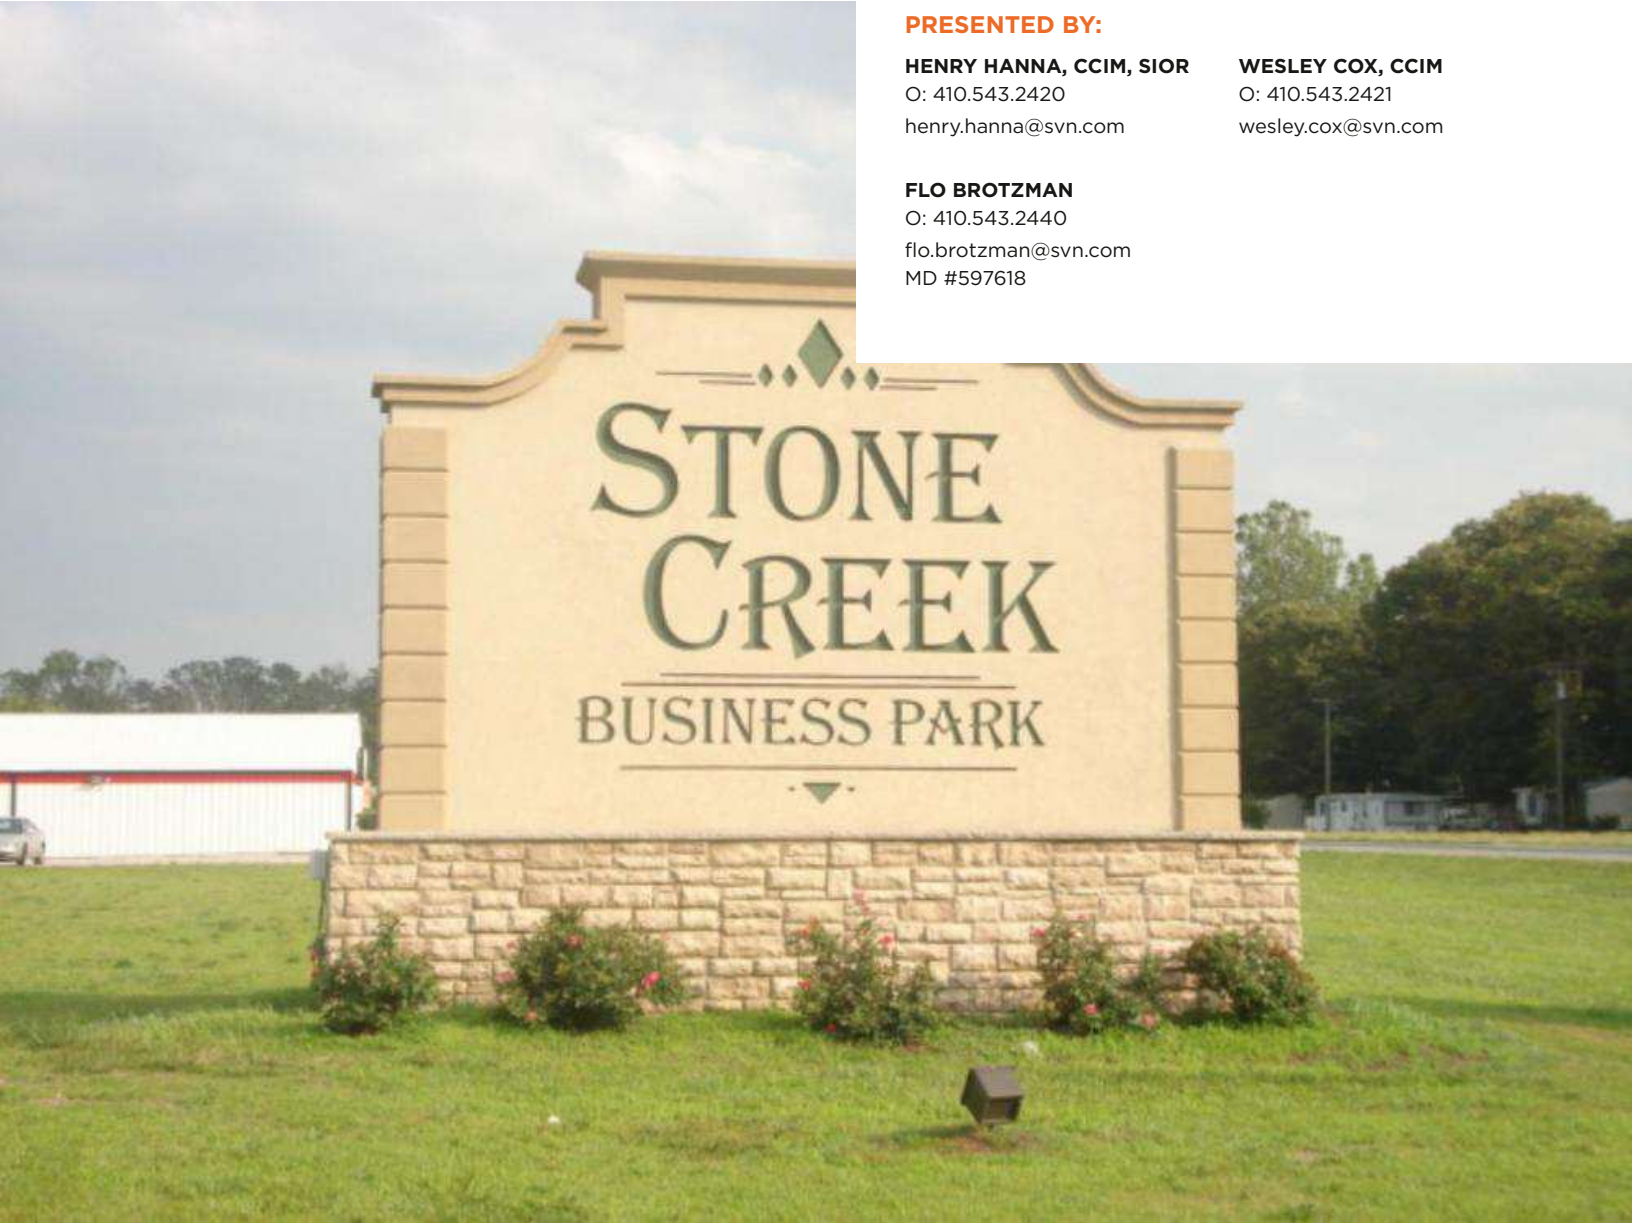 PRESENTED BY:
HENRY HANNA, CCIM, SIOR
O: 410.543.2420
henry.hanna@svn.com
WESLEY COX, CCIM
O: 410.543.2421
wesley.cox@svn.com
FLO BROTZMAN
O: 410.543.2440
flo.brotzman@svn.com
MD #597618
STONE
CREEK
BUSINESS PARK